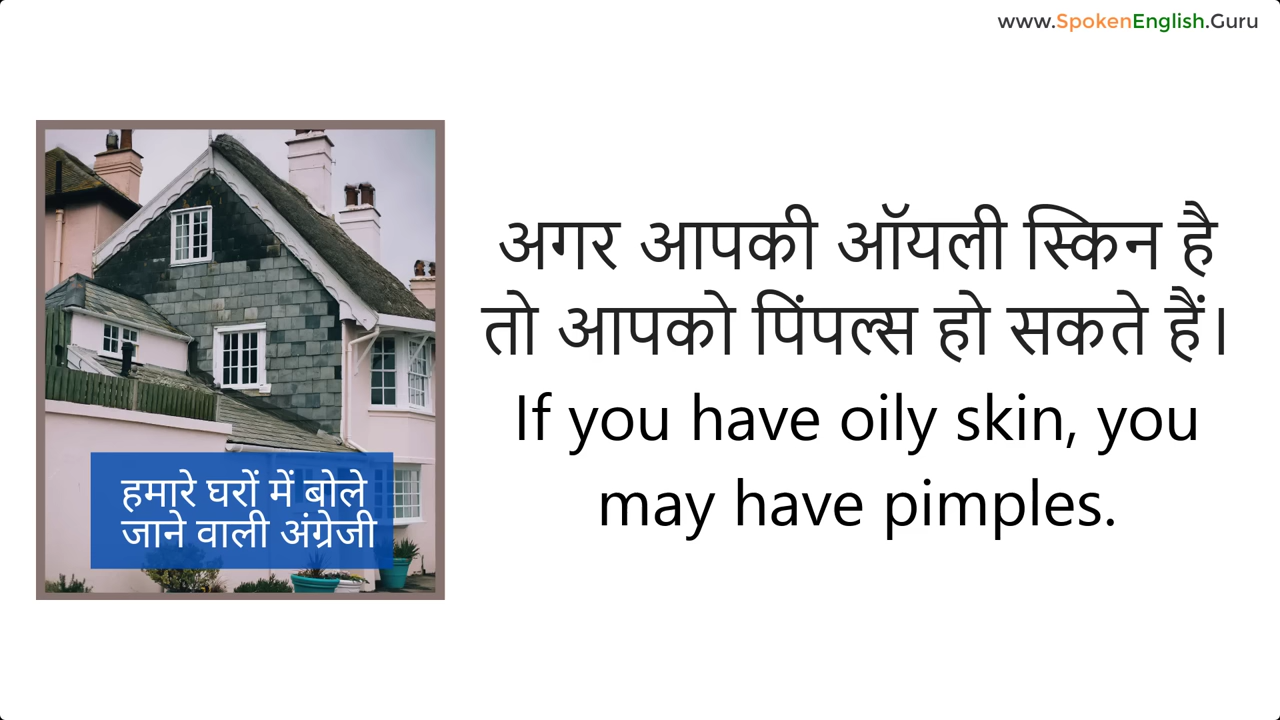 www.SpokenEnglish.Guru
अगर आपकी ऑयली स्किन है
तो आपको पिंपल्स हो सकते हैं।
If you have oily skin, you
may have pimples.
हमारे घरों में बोले
जाने वाली अंग्रेजी